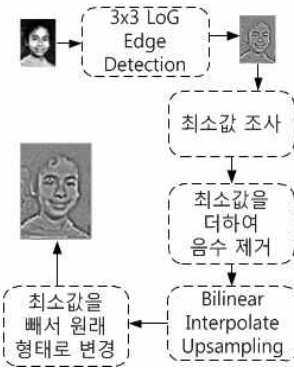 3x3 LoG
Edge
Detection
최소값 조사
최소값을
더하여
음수 제거
Bilinear
Interpolate
Upsampling
최소값을
빼서 원래
형태로 변경